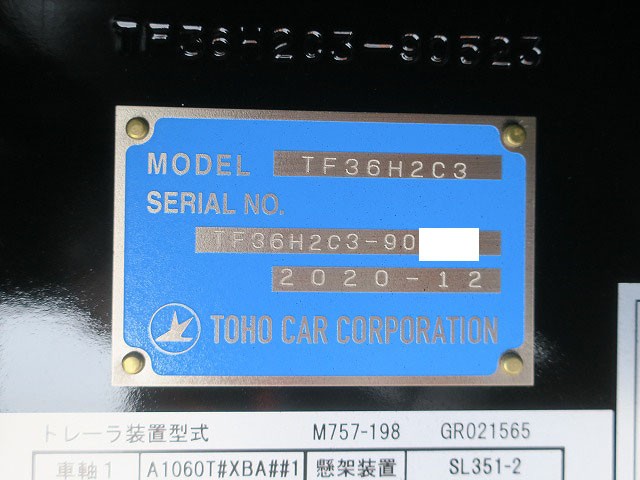 TF36H2C3-90523
MODEL TF36H2C3
SERIAL NO.
TF36H2C3-90
2020-12
TOHO CAR CORPORATION
トレーラ装置型式 M757-198 GR021565
車軸1 A1060T#XBA##1 懸架装置 SL351-2